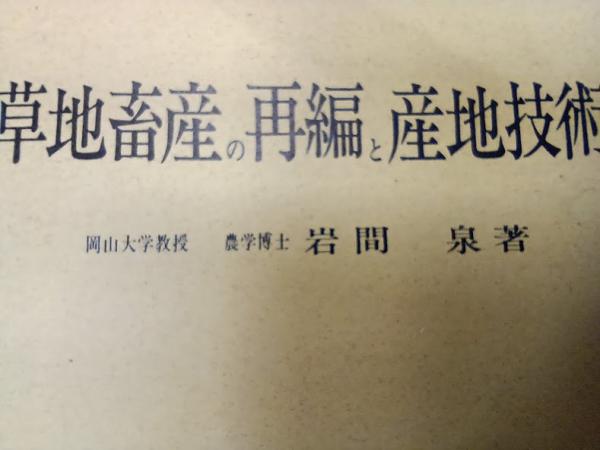 草地畜産の再編と産地技術
岡山大学教授 農学博士 岩間 泉著